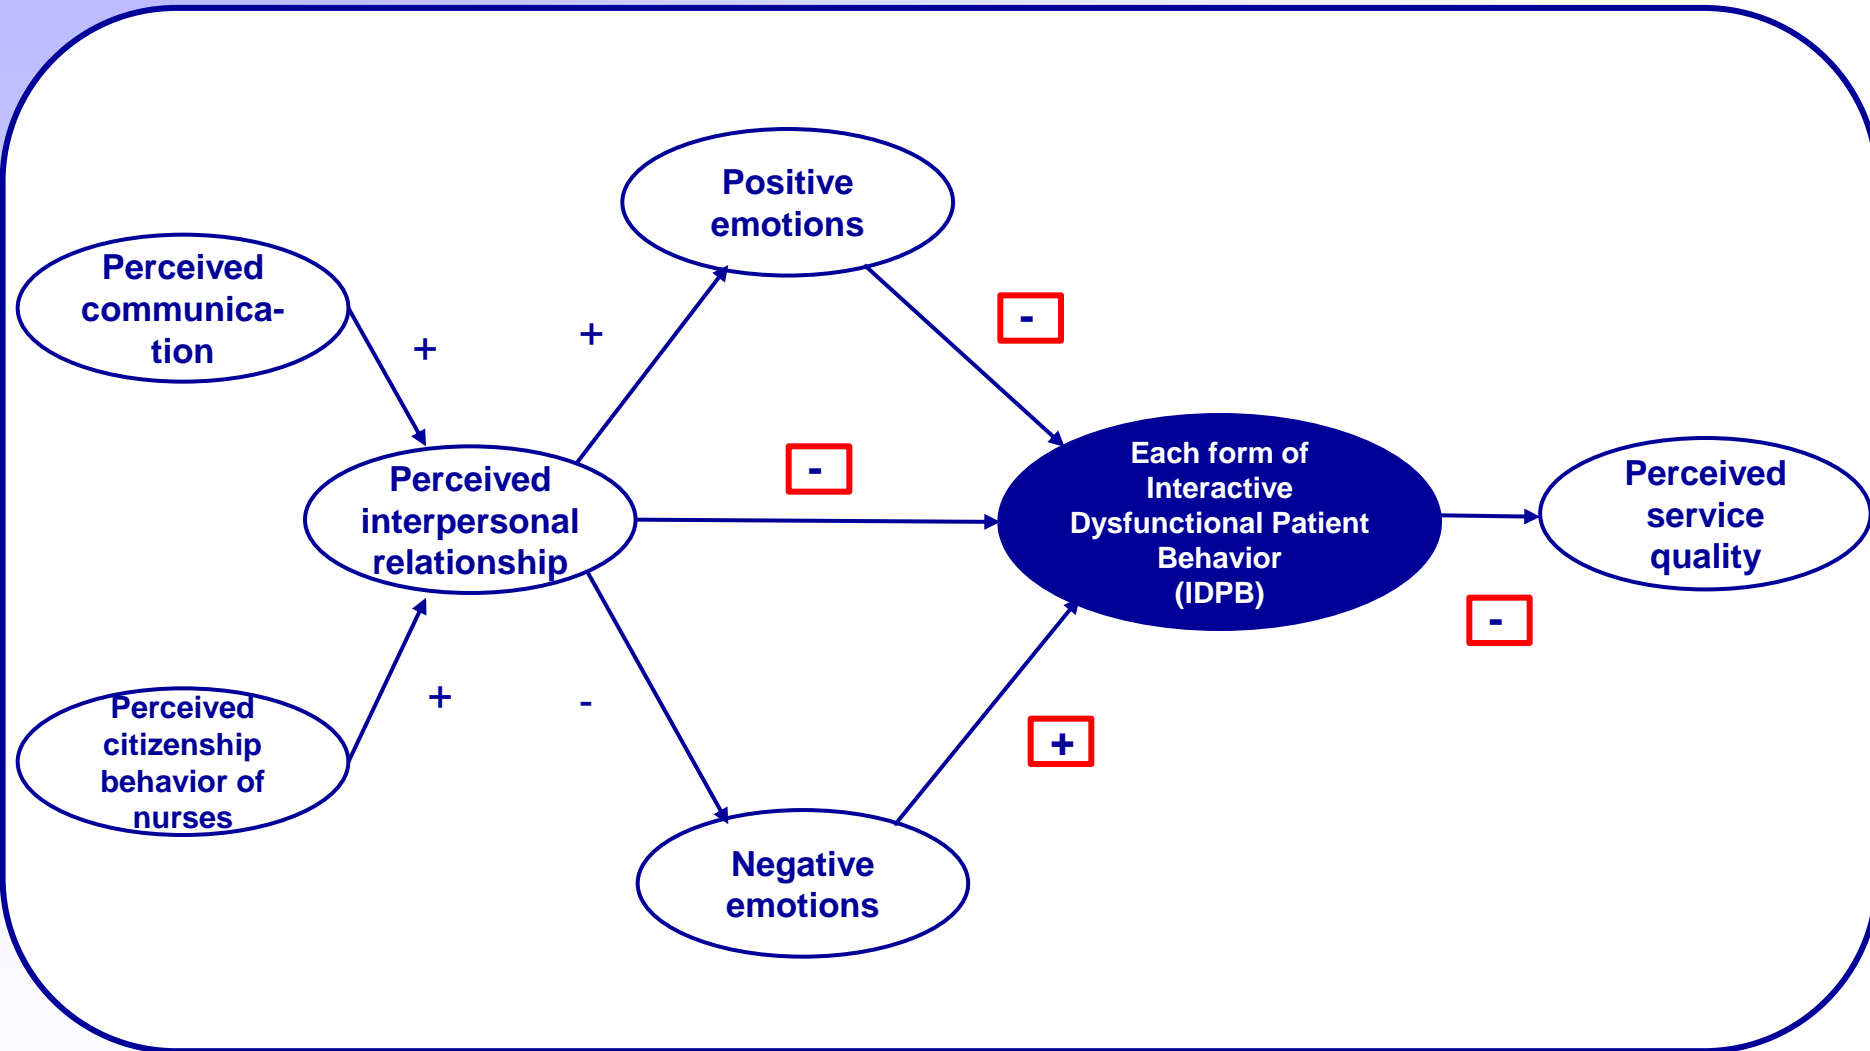 Positive
emotions
Perceived
communica-
tion
+
+
-
-
Perceived
interpersonal
relationship
Each form of
Interactive
Dysfunctional Patient
Behavior
(IDPB)
Perceived
service
quality
-
Perceived
citizenship
behavior of
nurses
+
-
+
Negative
emotions